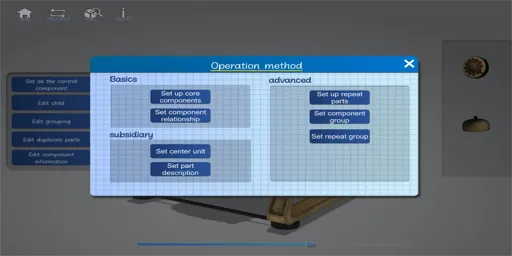 Operation method
Basics
Set up core
components
Set component
relationship
subsidiary
Set center unit
Set part
description
advanced
Set up repeat
parts
Set component
group
Set repeat group
Set as the central
component
Edit child
Edit grouping
Edit duplicate parts
Edit component
information